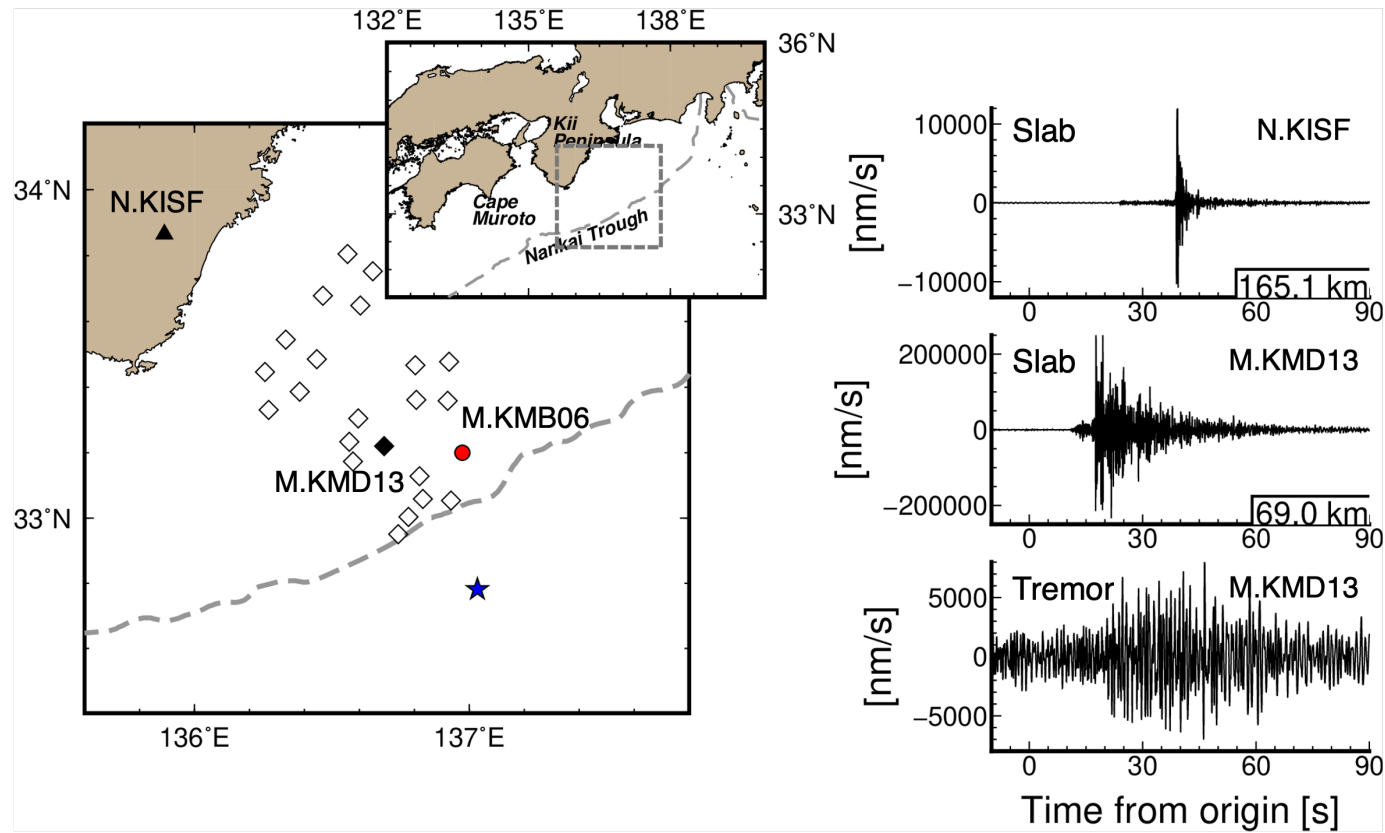 132˚E 135˚E 138˚E
36˚N
33˚N
Kii
Peninsula
Cape
Muroto
Nankai Trough
34˚N
33˚N
136˚E 137˚E
N.KISF
M.KMB06
M.KMD13
[nm/s]
10000
0
−10000
Slab N.KISF
165.1 km
0 30 60 90
[nm/s]
200000
0
−200000
Slab M.KMD13
69.0 km
0 30 60 90
[nm/s]
5000
0
−5000
Tremor M.KMD13
0 30 60 90
Time from origin [s]